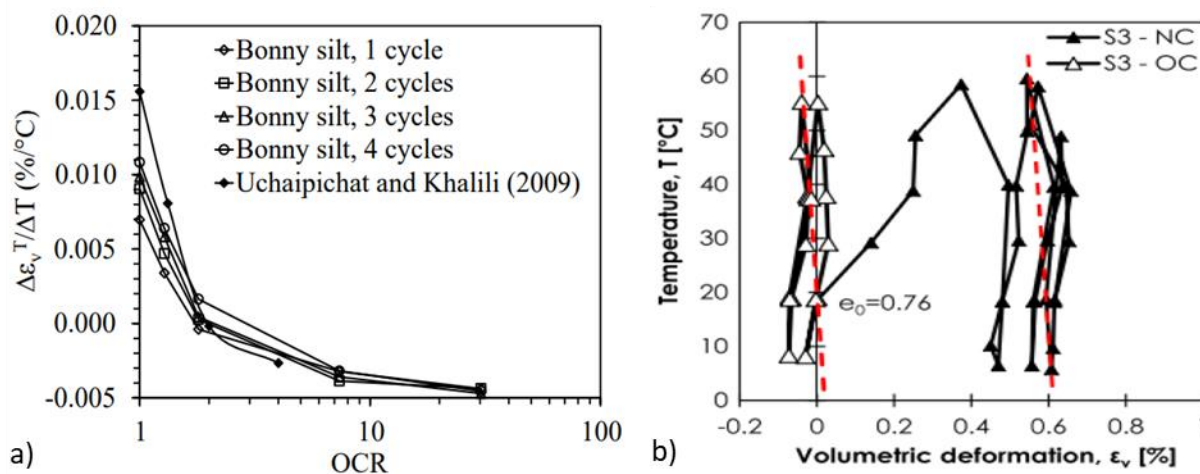 Δεᵥᵀ/ΔT (%/°C)
0.020
0.015
0.010
0.005
0.000
-0.005
Bonny silt, 1 cycle
Bonny silt, 2 cycles
Bonny silt, 3 cycles
Bonny silt, 4 cycles
Uchaipichat and Khalili (2009)
1 10 100
OCR
a)
Temperature, T [°C]
70
60
50
40
30
20
10
0
S3 - NC
S3 - OC
e₀=0.76
-0.2 0 0.2 0.4 0.6 0.8
Volumetric deformation, εᵥ [%]
b)